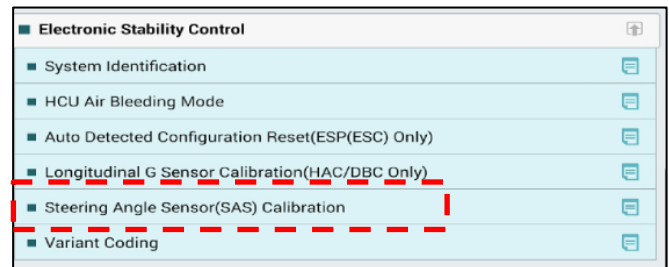 Electronic Stability Control
System Identification
HCU Air Bleeding Mode
Auto Detected Configuration Reset(ESP(ESC) Only)
Longitudinal G Sensor Calibration(HAC/DBC Only)
Steering Angle Sensor(SAS) Calibration
Variant Coding